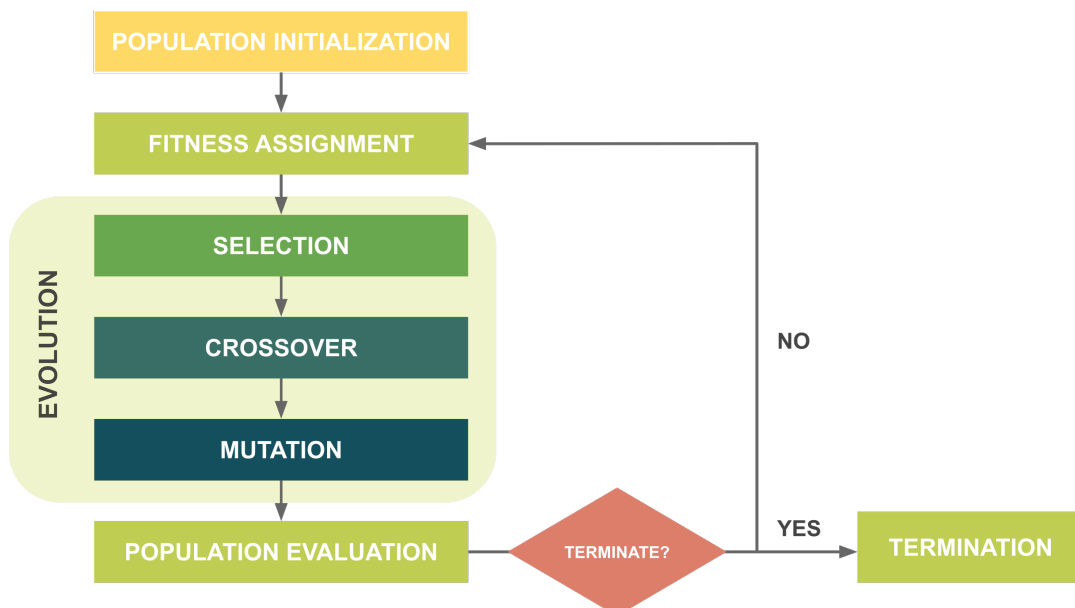 POPULATION INITIALIZATION
FITNESS ASSIGNMENT
EVOLUTION
SELECTION
CROSSOVER
MUTATION
POPULATION EVALUATION
TERMINATE?
NO
YES
TERMINATION